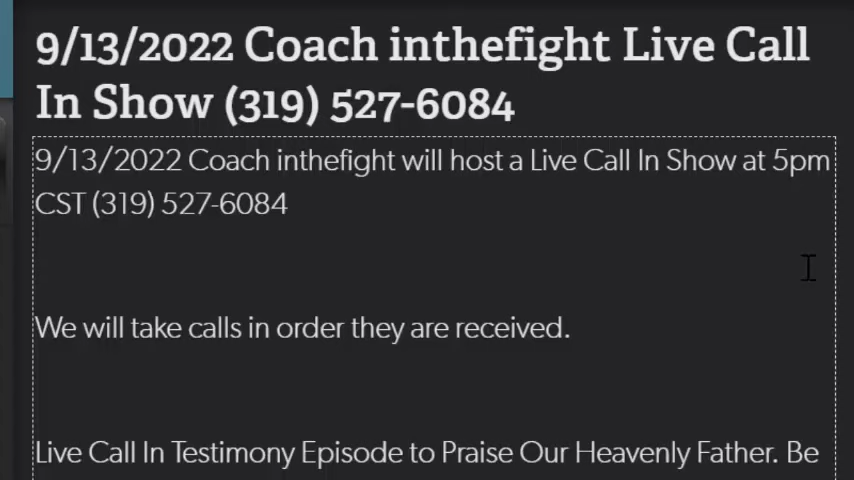 9/13/2022 Coach inthefight Live Call
In Show (319) 527-6084
9/13/2022 Coach inthefight will host a Live Call In Show at 5pm
CST (319) 527-6084
We will take calls in order they are received.
Live Call In Testimony Episode to Praise Our Heavenly Father. Be